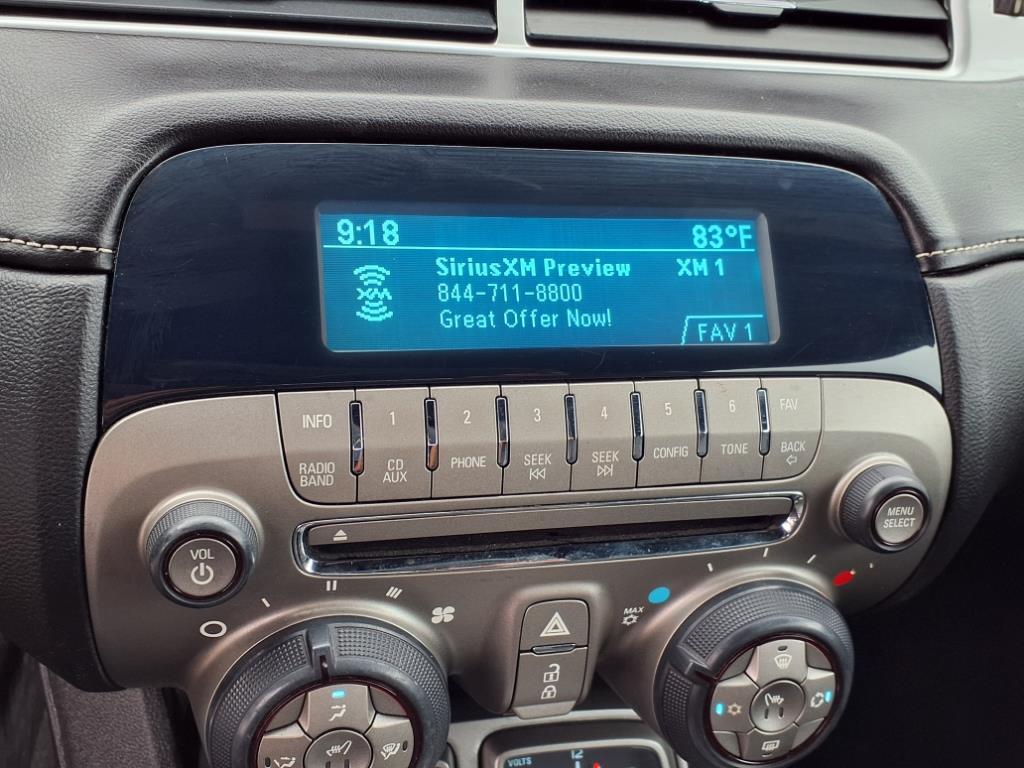 9:18 83°F
SiriusXM Preview XM 1
XM 844-711-8800
Great Offer Now!
FAV 1
INFO 1 2 3 4 5 6 FAV
RADIO BAND CD AUX PHONE SEEK SEEK CONFIG TONE BACK
VOL
MENU
SELECT
MAX
VOLTS 12